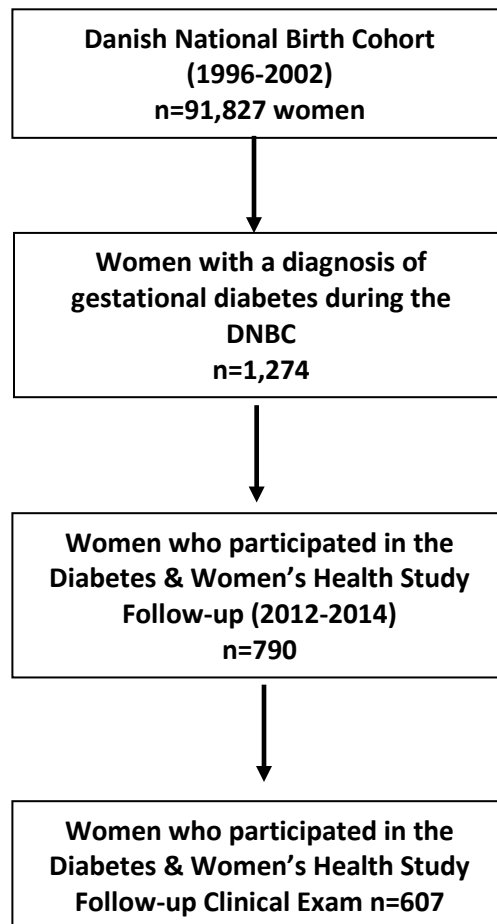 Danish National Birth Cohort
(1996-2002)
n=91,827 women
Women with a diagnosis of
gestational diabetes during the
DNBC
n=1,274
Women who participated in the
Diabetes & Women’s Health Study
Follow-up (2012-2014)
n=790
Women who participated in the
Diabetes & Women’s Health Study
Follow-up Clinical Exam n=607